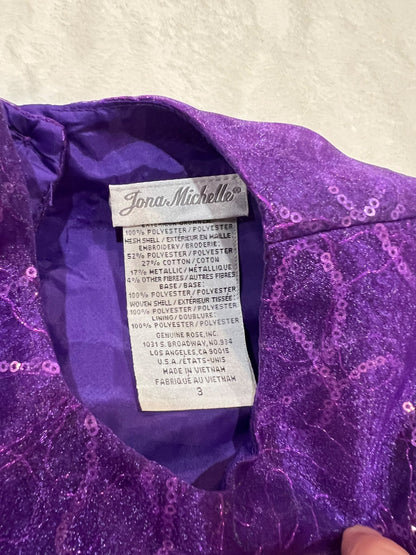 Jona Michelle®
100% POLYESTER / POLYESTER
MESH SHELL / EXTÉRIEUR EN MAILLE:
EMBROIDERY / BRODERIE:
52% POLYESTER / POLYESTER
27% COTTON / COTON
17% METALLIC / MÉTALLIQUE
4% OTHER FIBRES / AUTRES FIBRES
BASE / BASE:
100% POLYESTER / POLYESTER
WOVEN SHELL / EXTÉRIEUR TISSÉE:
100% POLYESTER / POLYESTER
LINING / DOUBLURE:
100% POLYESTER / POLYESTER
GENUINE ROSE, INC.
1031 S. BROADWAY, NO. 934
LOS ANGELES, CA 90015
U.S.A. / ETATS-UNIS
MADE IN VIETNAM
FABRIQUÉ AU VIETNAM
3